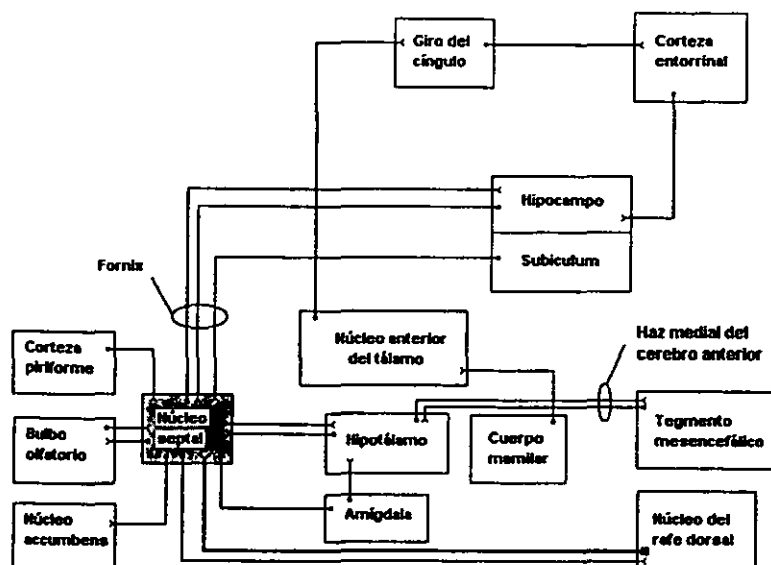 Giro del
cíngulo
Corteza
entorrinal
Hipocampo
Subiculum
Forniz
Corteza
piriforme
Núcleo anterior
del tálamo
Haz medial del
cerebro anterior
Núcleo
septal
Bulbo
olfatorio
Hipotálamo
Cuerpo
mamilar
Tegmento
mesencefálico
Núcleo
accumbens
Amígdala
Núcleo del
rafe dorsal